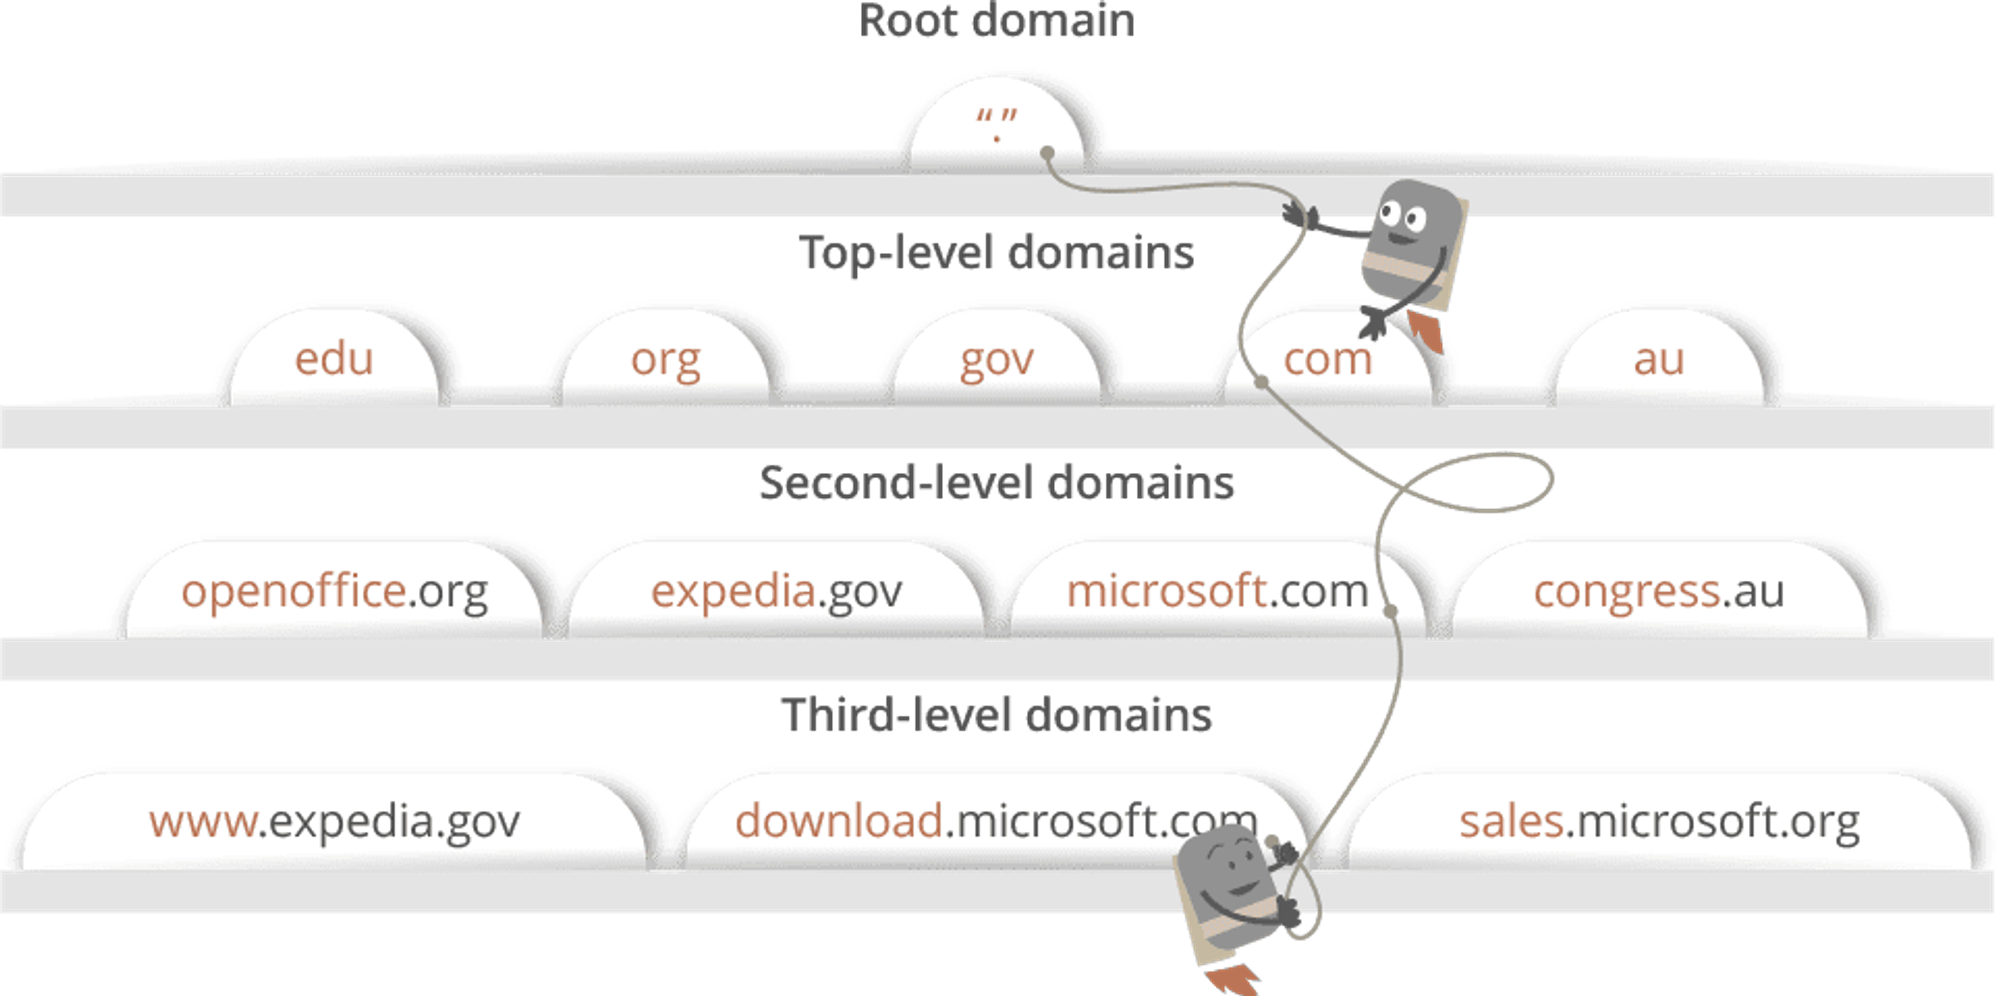 Root domain
“.”
Top-level domains
edu
org
gov
com
au
Second-level domains
openoffice.org
expedia.gov
microsoft.com
congress.au
Third-level domains
www.expedia.gov
download.microsoft.com
sales.microsoft.org